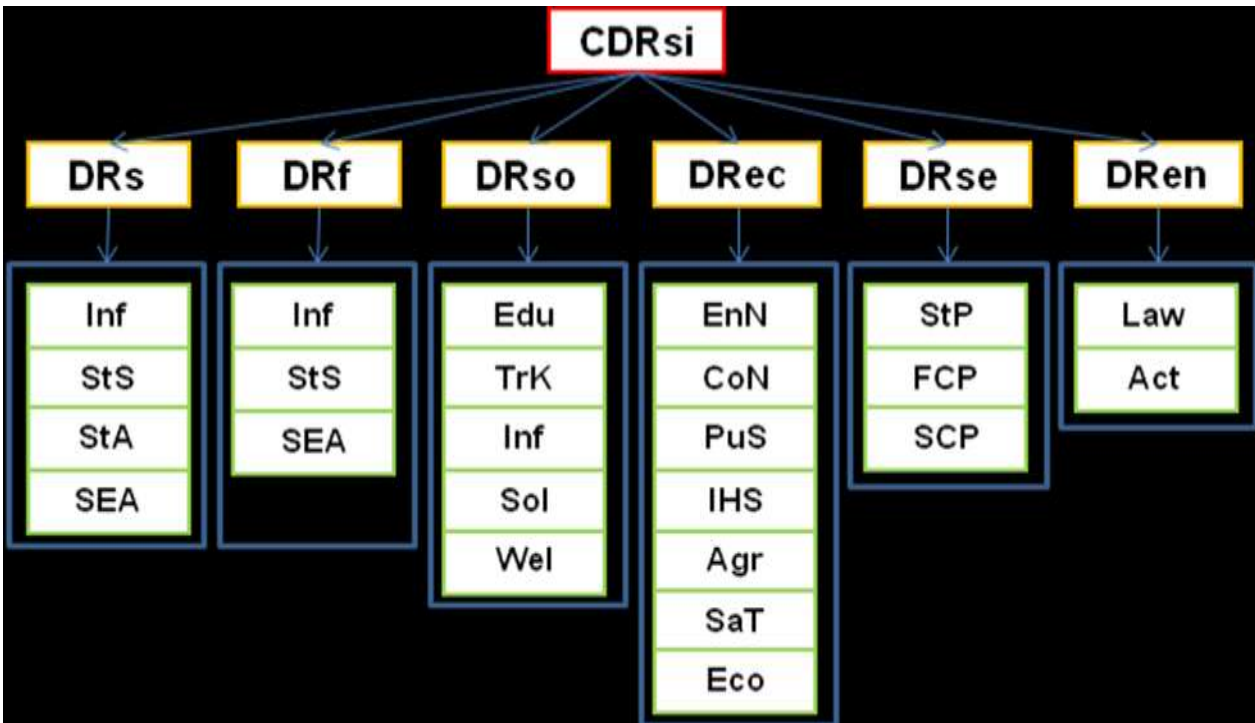 CDRsi
DRs
DRf
DRso
DRec
DRse
DRen
Inf
StS
StA
SEA
Inf
StS
SEA
Edu
TrK
Inf
Sol
Wel
EnN
CoN
PuS
IHS
Agr
SaT
Eco
StP
FCP
SCP
Law
Act